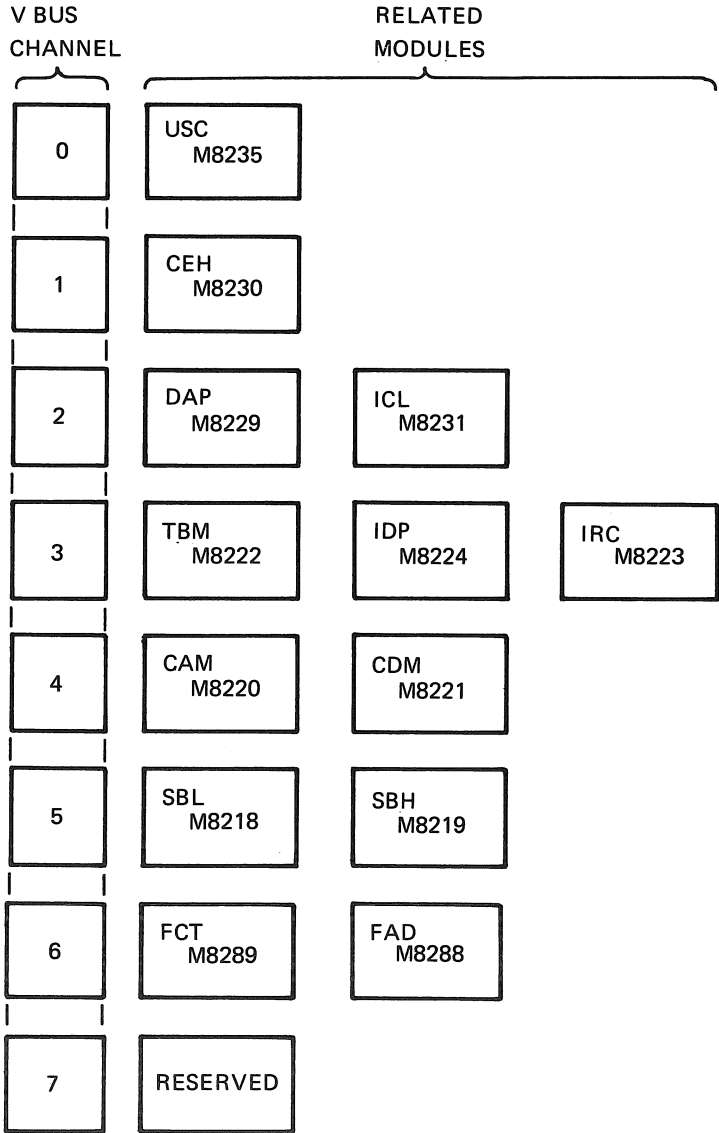 V BUS
CHANNEL
RELATED
MODULES
0
USC
M8235
1
CEH
M8230
2
DAP
M8229
ICL
M8231
3
TBM
M8222
IDP
M8224
IRC
M8223
4
CAM
M8220
CDM
M8221
5
SBL
M8218
SBH
M8219
6
FCT
M8289
FAD
M8288
7
RESERVED